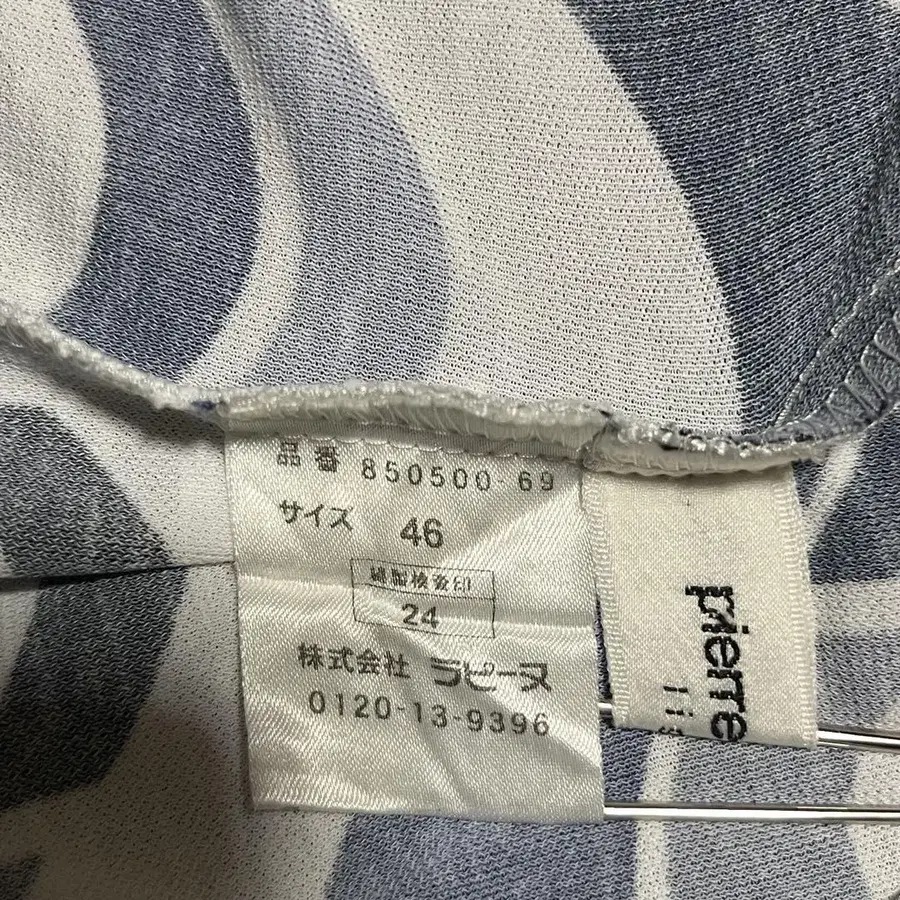 品番 850500-69
サイズ 46
縫製検査印
24
株式会社 ラピーヌ
0120-13-9396
pierre